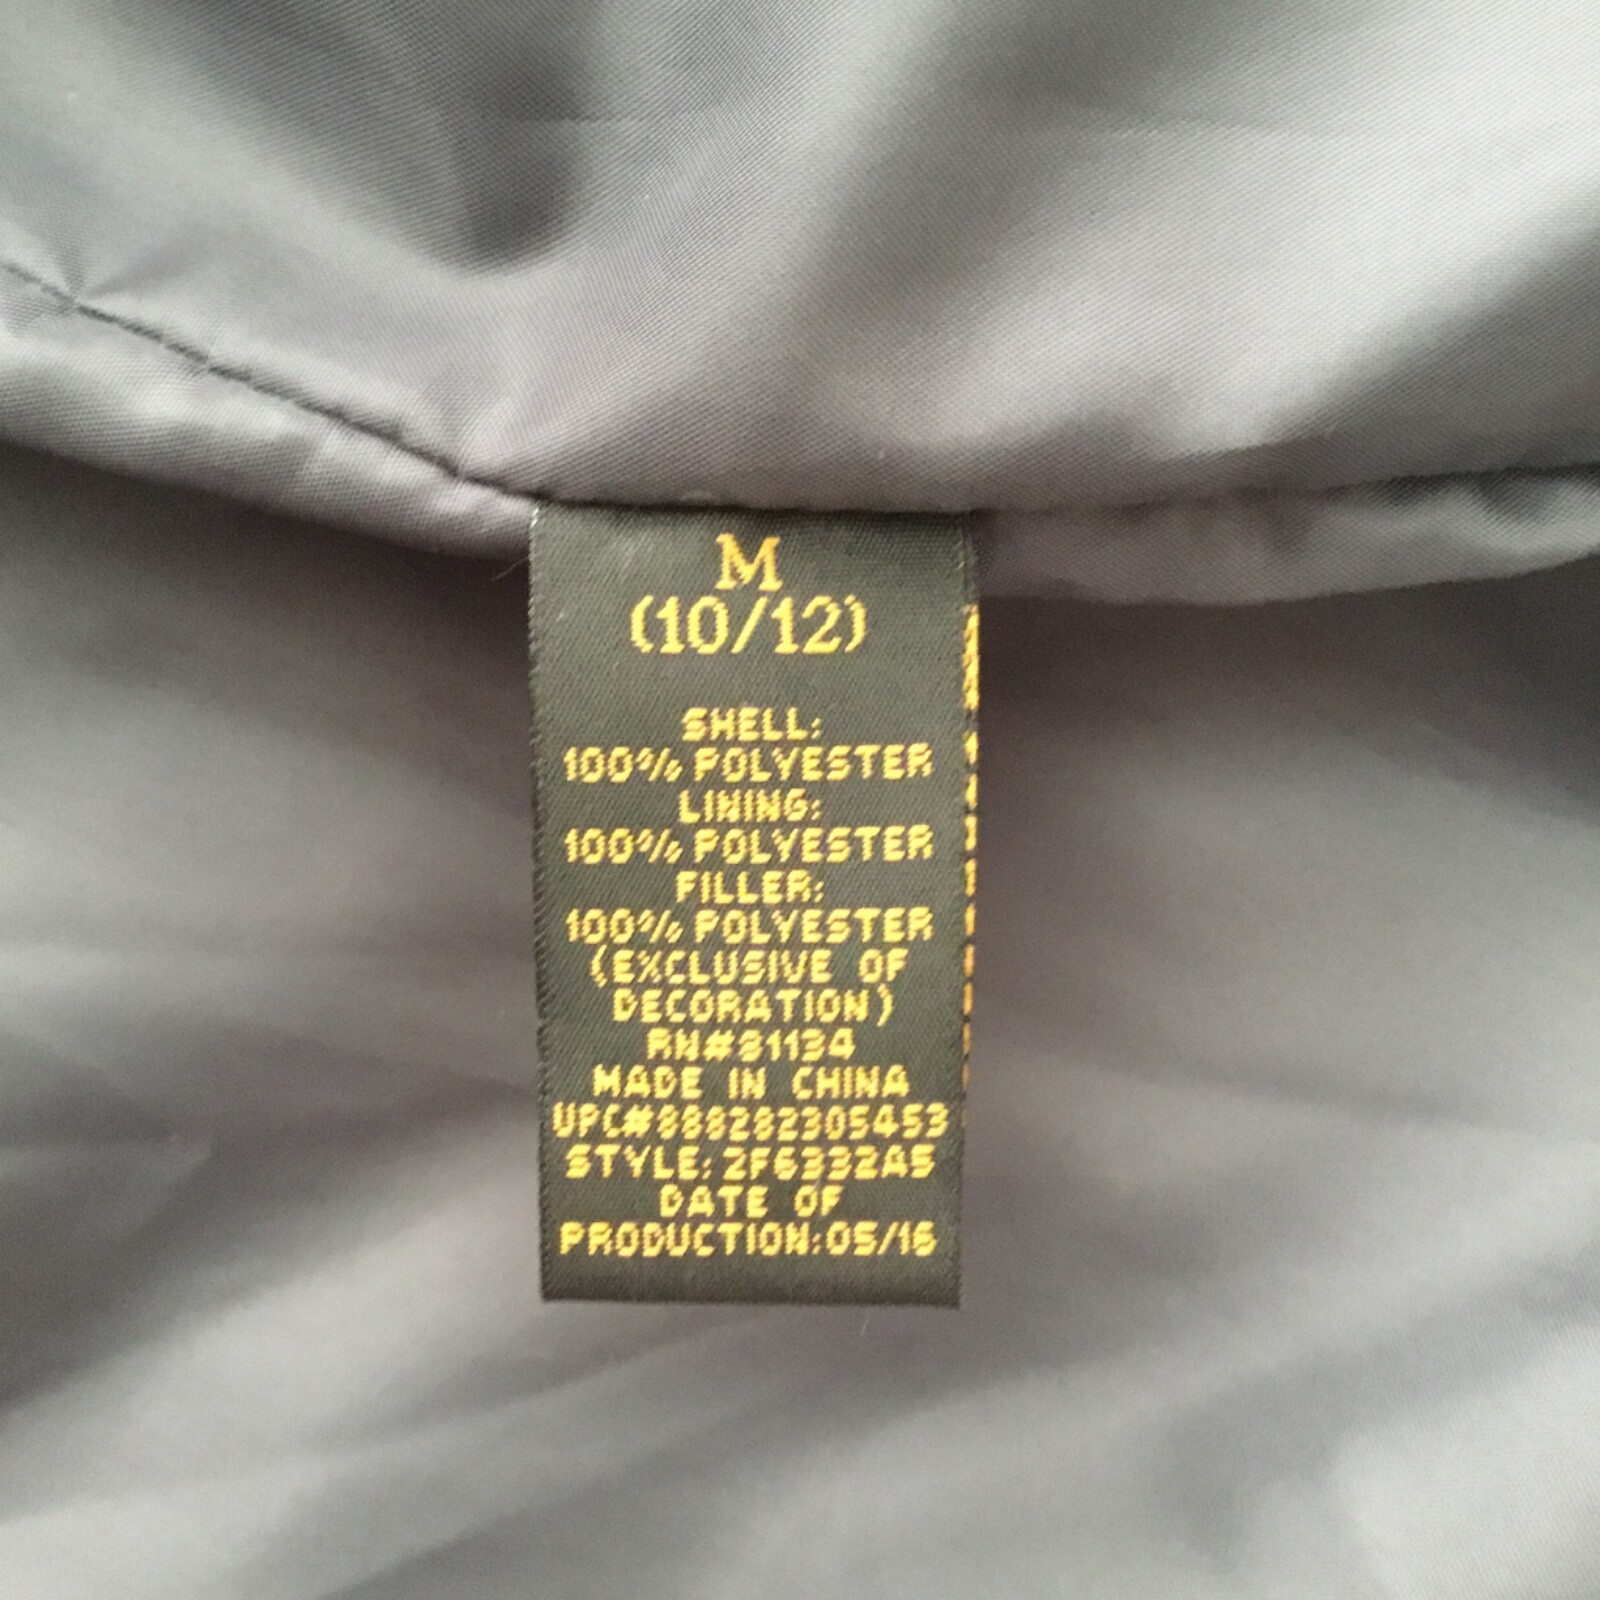 M
(10/12)
SHELL:
100% POLYESTER
LINING:
100% POLYESTER
FILLER:
100% POLYESTER
(EXCLUSIVE OF
DECORATION)
RN#81134
MADE IN CHINA
UPC#888282305453
STYLE: 2F6332A5
DATE OF
PRODUCTION:05/16